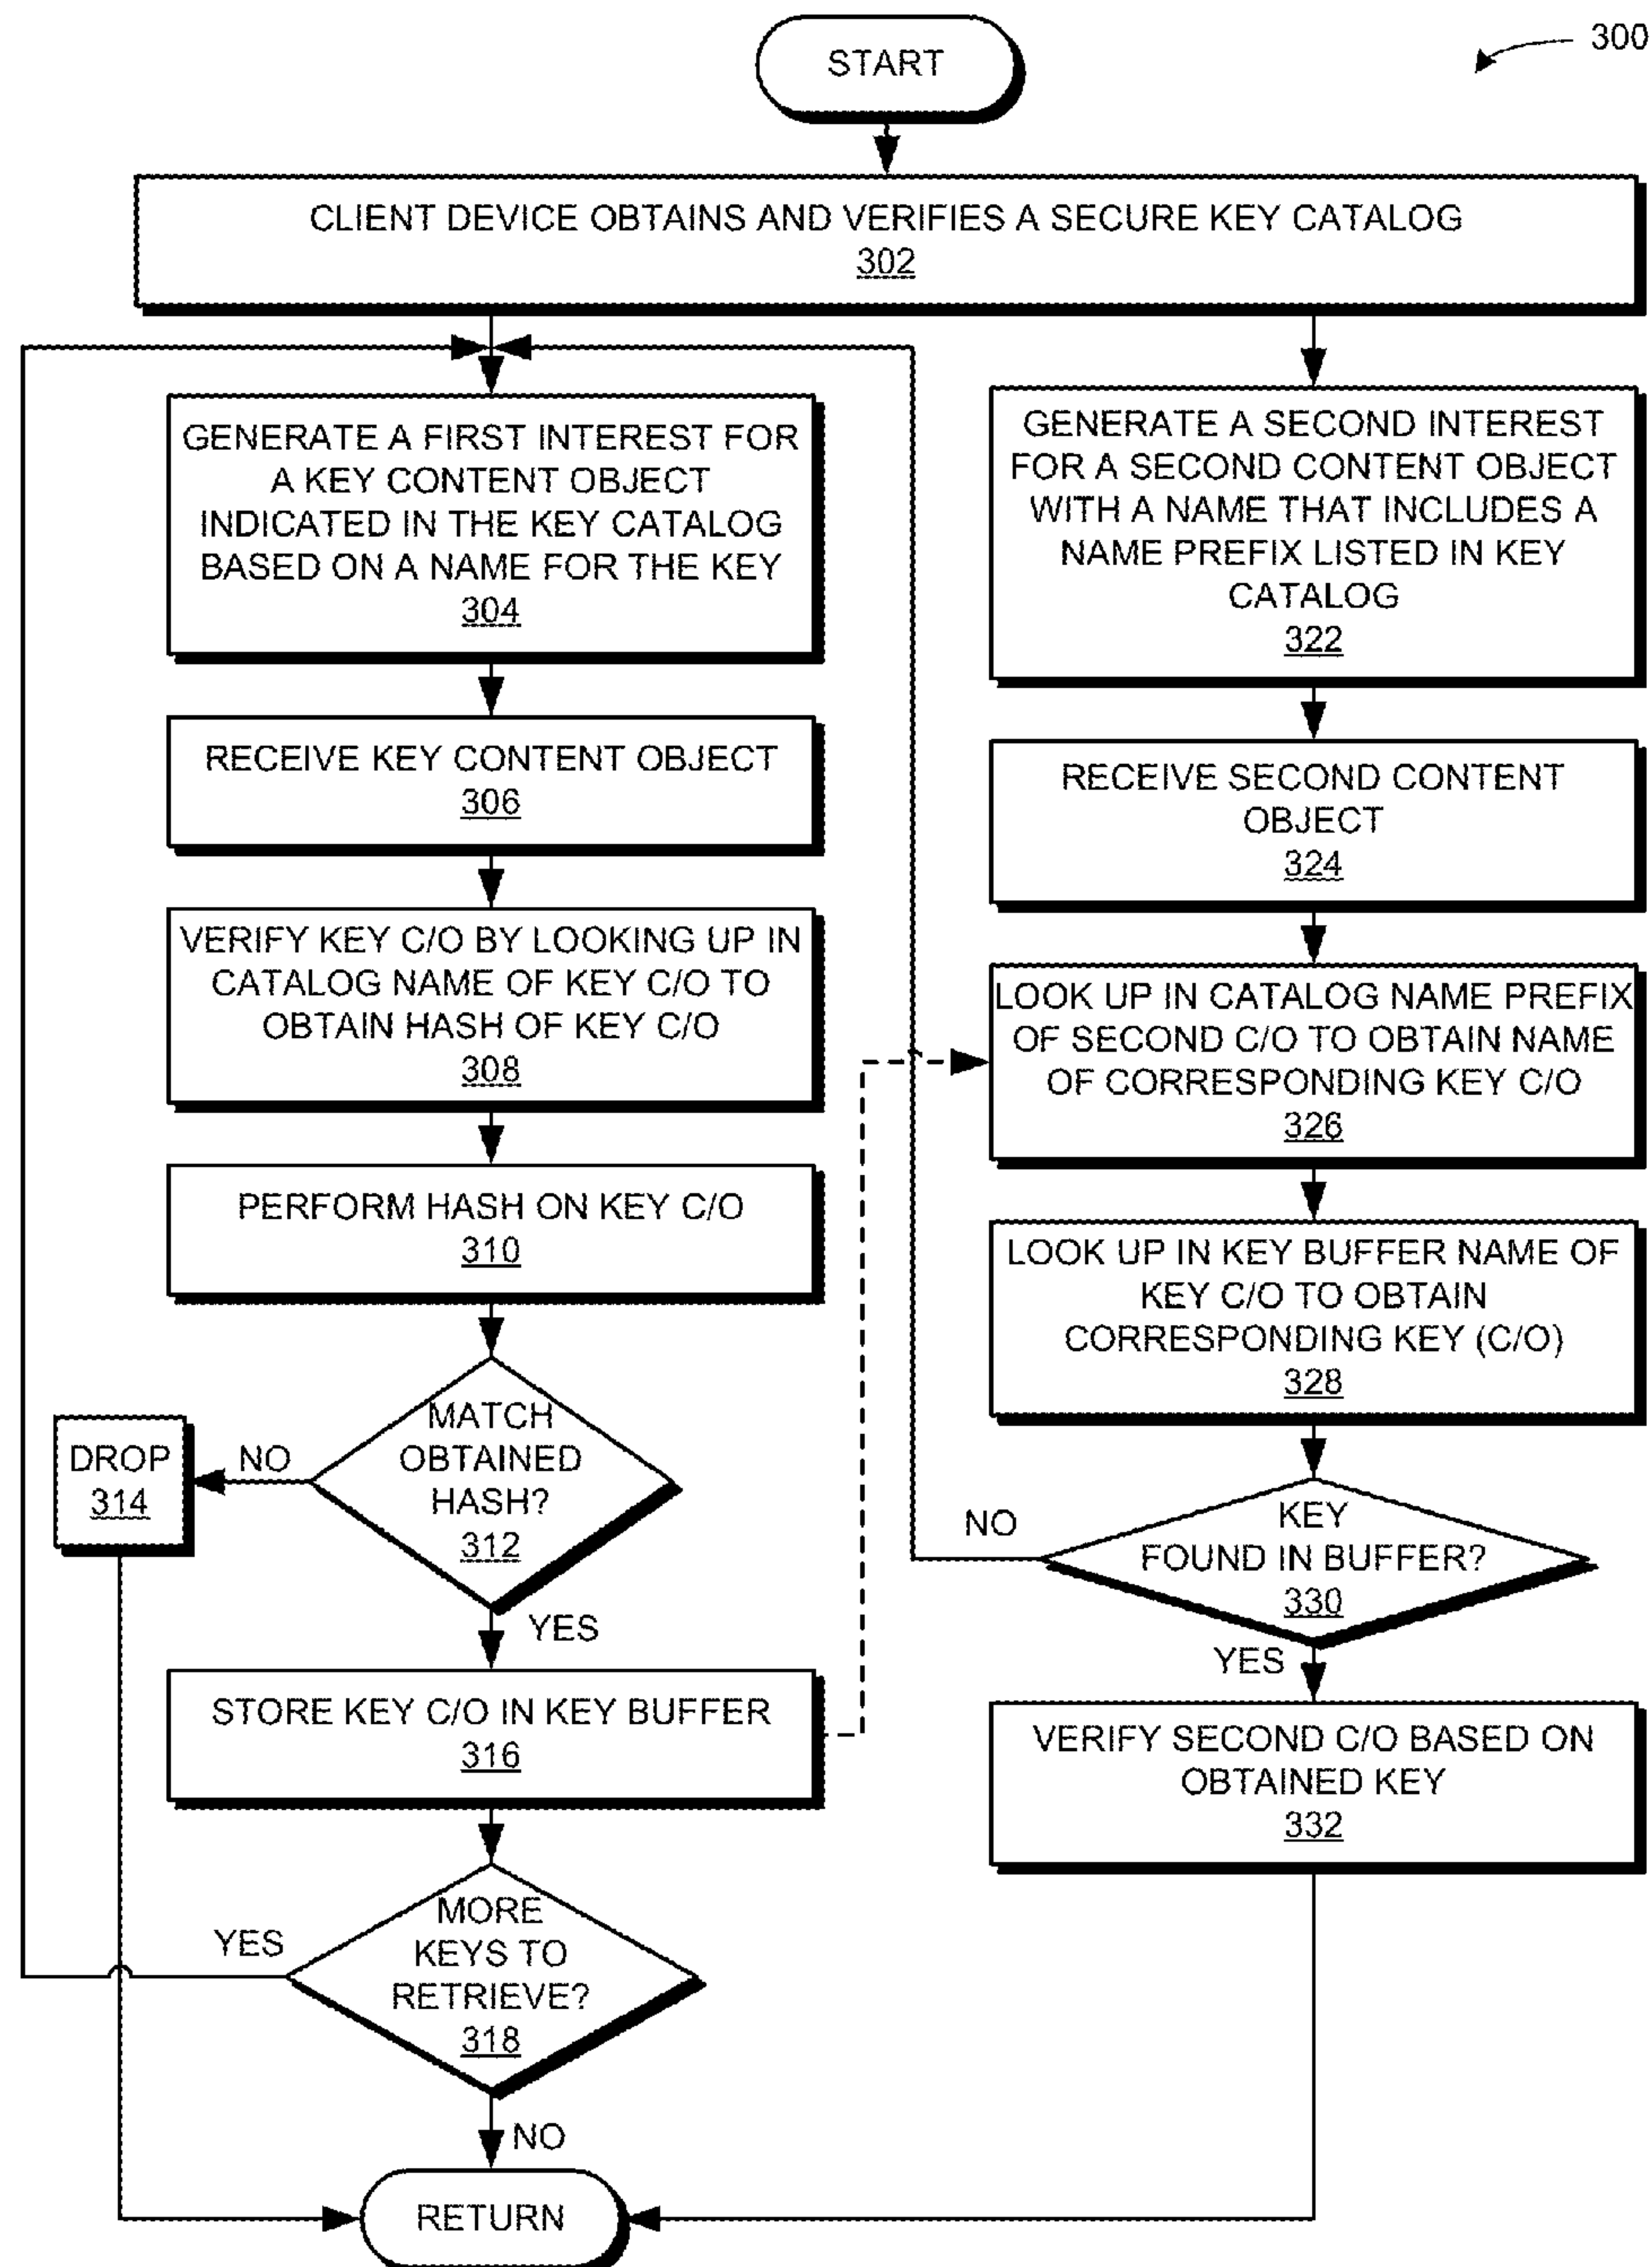 START
300
CLIENT DEVICE OBTAINS AND VERIFIES A SECURE KEY CATALOG
302
GENERATE A FIRST INTEREST FOR
A KEY CONTENT OBJECT
INDICATED IN THE KEY CATALOG
BASED ON A NAME FOR THE KEY
304
RECEIVE KEY CONTENT OBJECT
306
VERIFY KEY C/O BY LOOKING UP IN
CATALOG NAME OF KEY C/O TO
OBTAIN HASH OF KEY C/O
308
PERFORM HASH ON KEY C/O
310
MATCH
OBTAINED
HASH?
312
NO
DROP
314
YES
STORE KEY C/O IN KEY BUFFER
316
MORE
KEYS TO
RETRIEVE?
318
YES
NO
GENERATE A SECOND INTEREST
FOR A SECOND CONTENT OBJECT
WITH A NAME THAT INCLUDES A
NAME PREFIX LISTED IN KEY
CATALOG
322
RECEIVE SECOND CONTENT
OBJECT
324
LOOK UP IN CATALOG NAME PREFIX
OF SECOND C/O TO OBTAIN NAME
OF CORRESPONDING KEY C/O
326
LOOK UP IN KEY BUFFER NAME OF
KEY C/O TO OBTAIN
CORRESPONDING KEY (C/O)
328
KEY
FOUND IN BUFFER?
330
NO
YES
VERIFY SECOND C/O BASED ON
OBTAINED KEY
332
RETURN